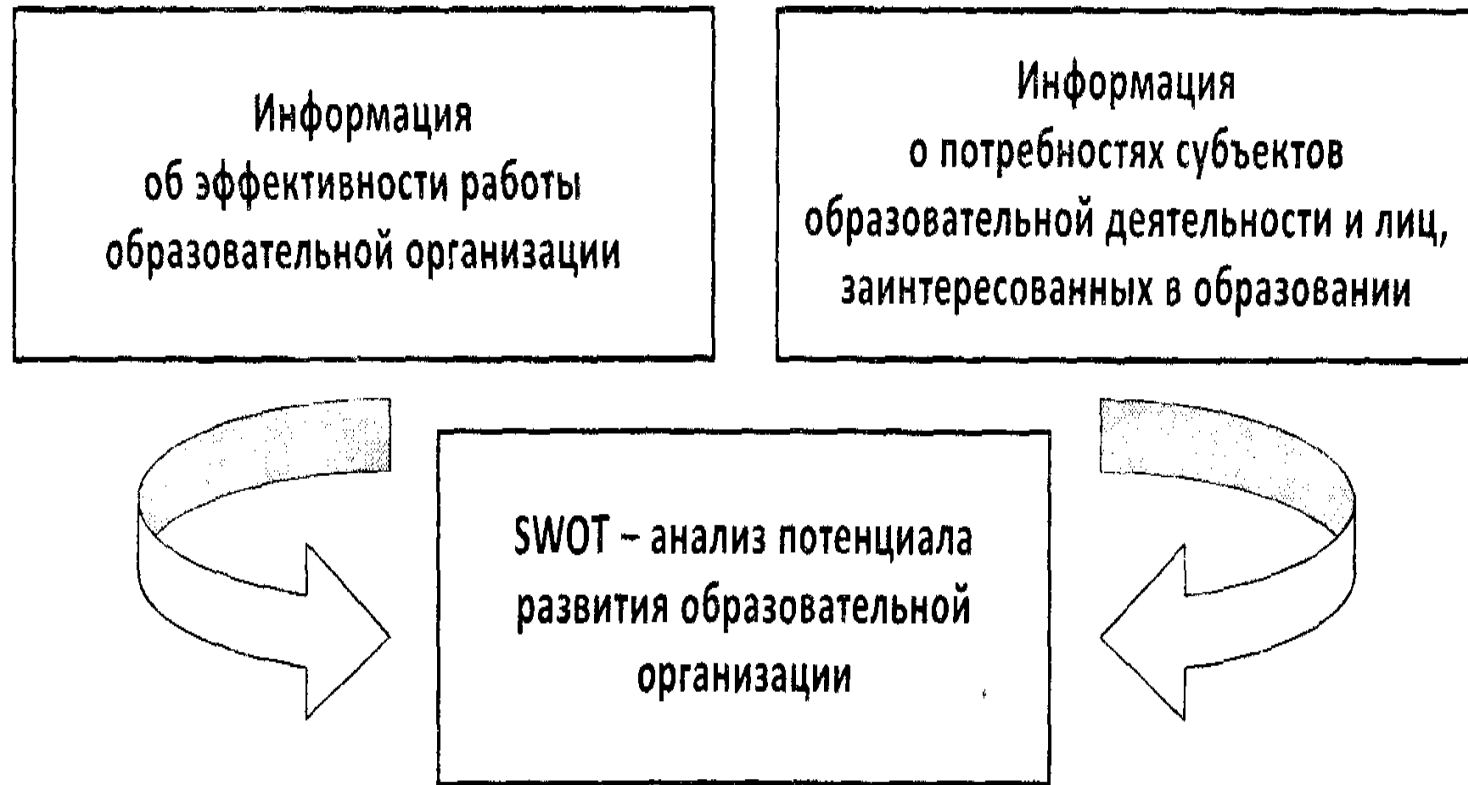 Информация
об эффективности работы
образовательной организации
Информация
о потребностях субъектов
образовательной деятельности и лиц,
заинтересованных в образовании
SWOT – анализ потенциала
развития образовательной
организации